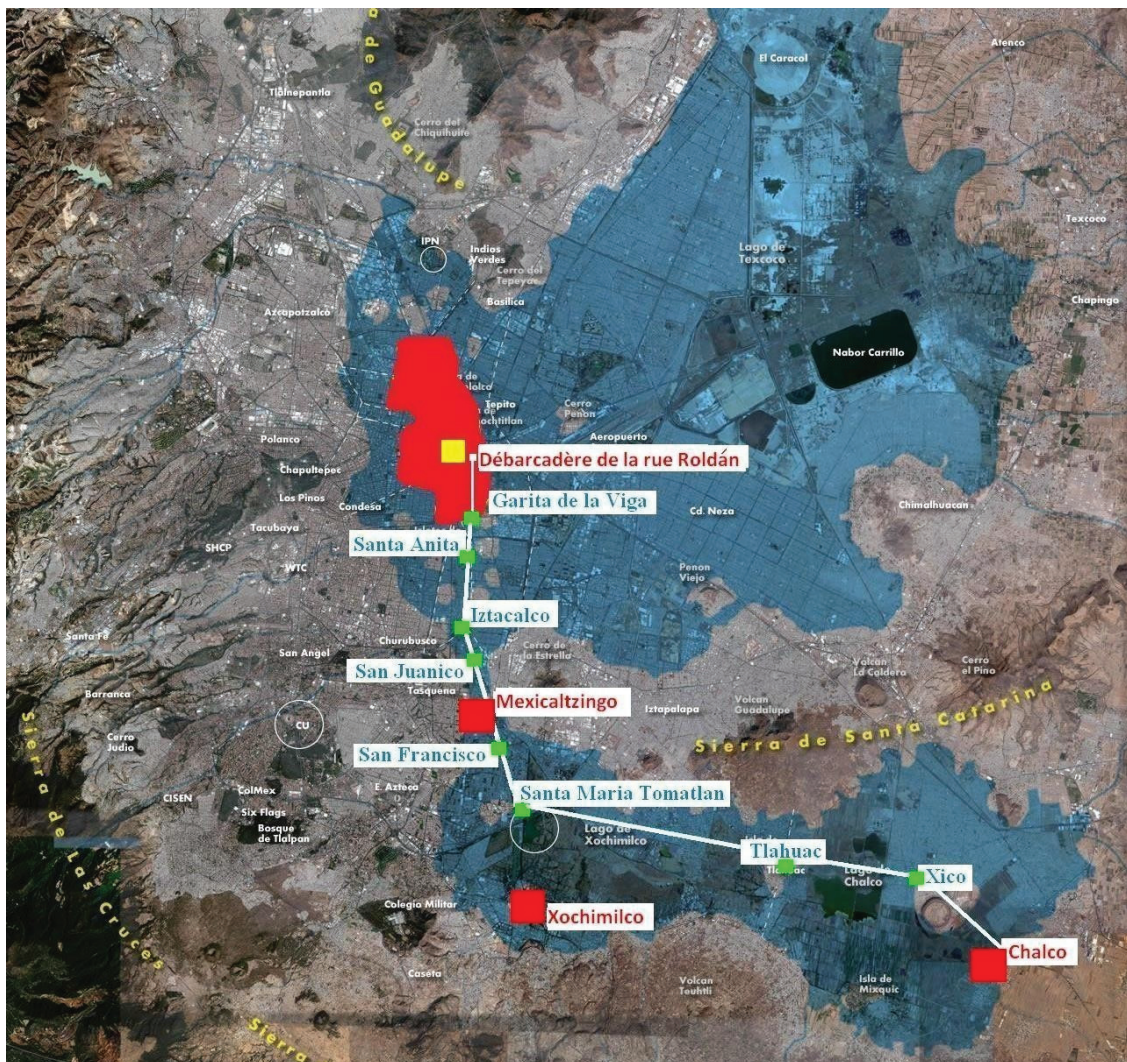 Sierra de Guadalupe
El Caracol
Atenco
Tlalnepantla
Cerro del
Chiquihuite
Texcoco
IPN
Indios
Verdes
Lago de
Texcoco
Cerro del
Tepeyac
Basilica
Chapingo
Azcapotzalco
Nabor Carrillo
Tepito
Cerro
Penon
Polanco
Aeropuerto
Débarcadère de la rue Roldán
Chapultepec
Los Pinos
Condesa
Garita de la Viga
Cd. Neza
Chimalhuacan
Tacubaya
SHCP
Santa Anita
WTC
Penon
Viejo
Iztacalco
Santa Fe
Churubusco
San Angel
Cerro de
la Estrella
San Juanico
Volcan
La Caldera
Cerro
el Pino
Barranca
Tasquena
Mexicaltzingo
Iztapalapa
Volcan
Guadalupe
CU
Cerro
Judio
Sierra de Santa Catarina
San Francisco
Sierra de Las Cruces
E. Azteca
ColMex
CISEN
Santa Maria Tomatlan
Six Flags
Bosque
de Tlalpan
Lago de
Xochimilco
Tlahuac
Lago de
Chalco
Xico
Colegio Militar
Xochimilco
Chalco
Caseta
Volcan
Teuhtli
Isla de
Mixquic
Sierra